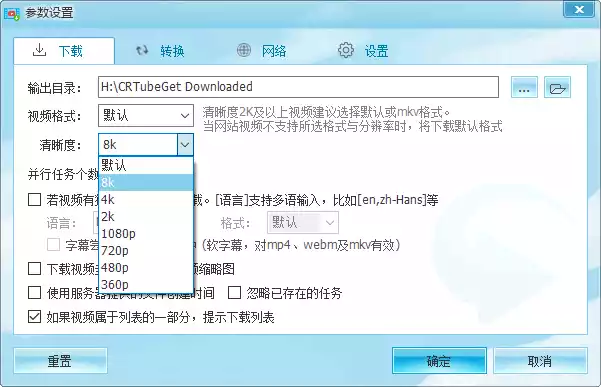 参数设置
下载 转换 网络 设置
输出目录: H:\CRTubeGet Downloaded ...
视频格式: 默认 清晰度2K及以上视频建议选择默认或mkv格式。
当网站视频不支持所选格式与分辨率时，将下载默认格式
清晰度: 8k
默认
8k
4k
2k
1080p
720p
480p
360p
并行任务个数
若视频有 载。[语言]支持多语输入，比如[en,zh-Hans]等
语言: 格式: 默认
字幕 (软字幕，对mp4、webm及mkv有效)
下载视频 缩略图
使用服务器提供的文件创建时间 忽略已存在的任务
如果视频属于列表的一部分，提示下载列表
重置 确定 取消